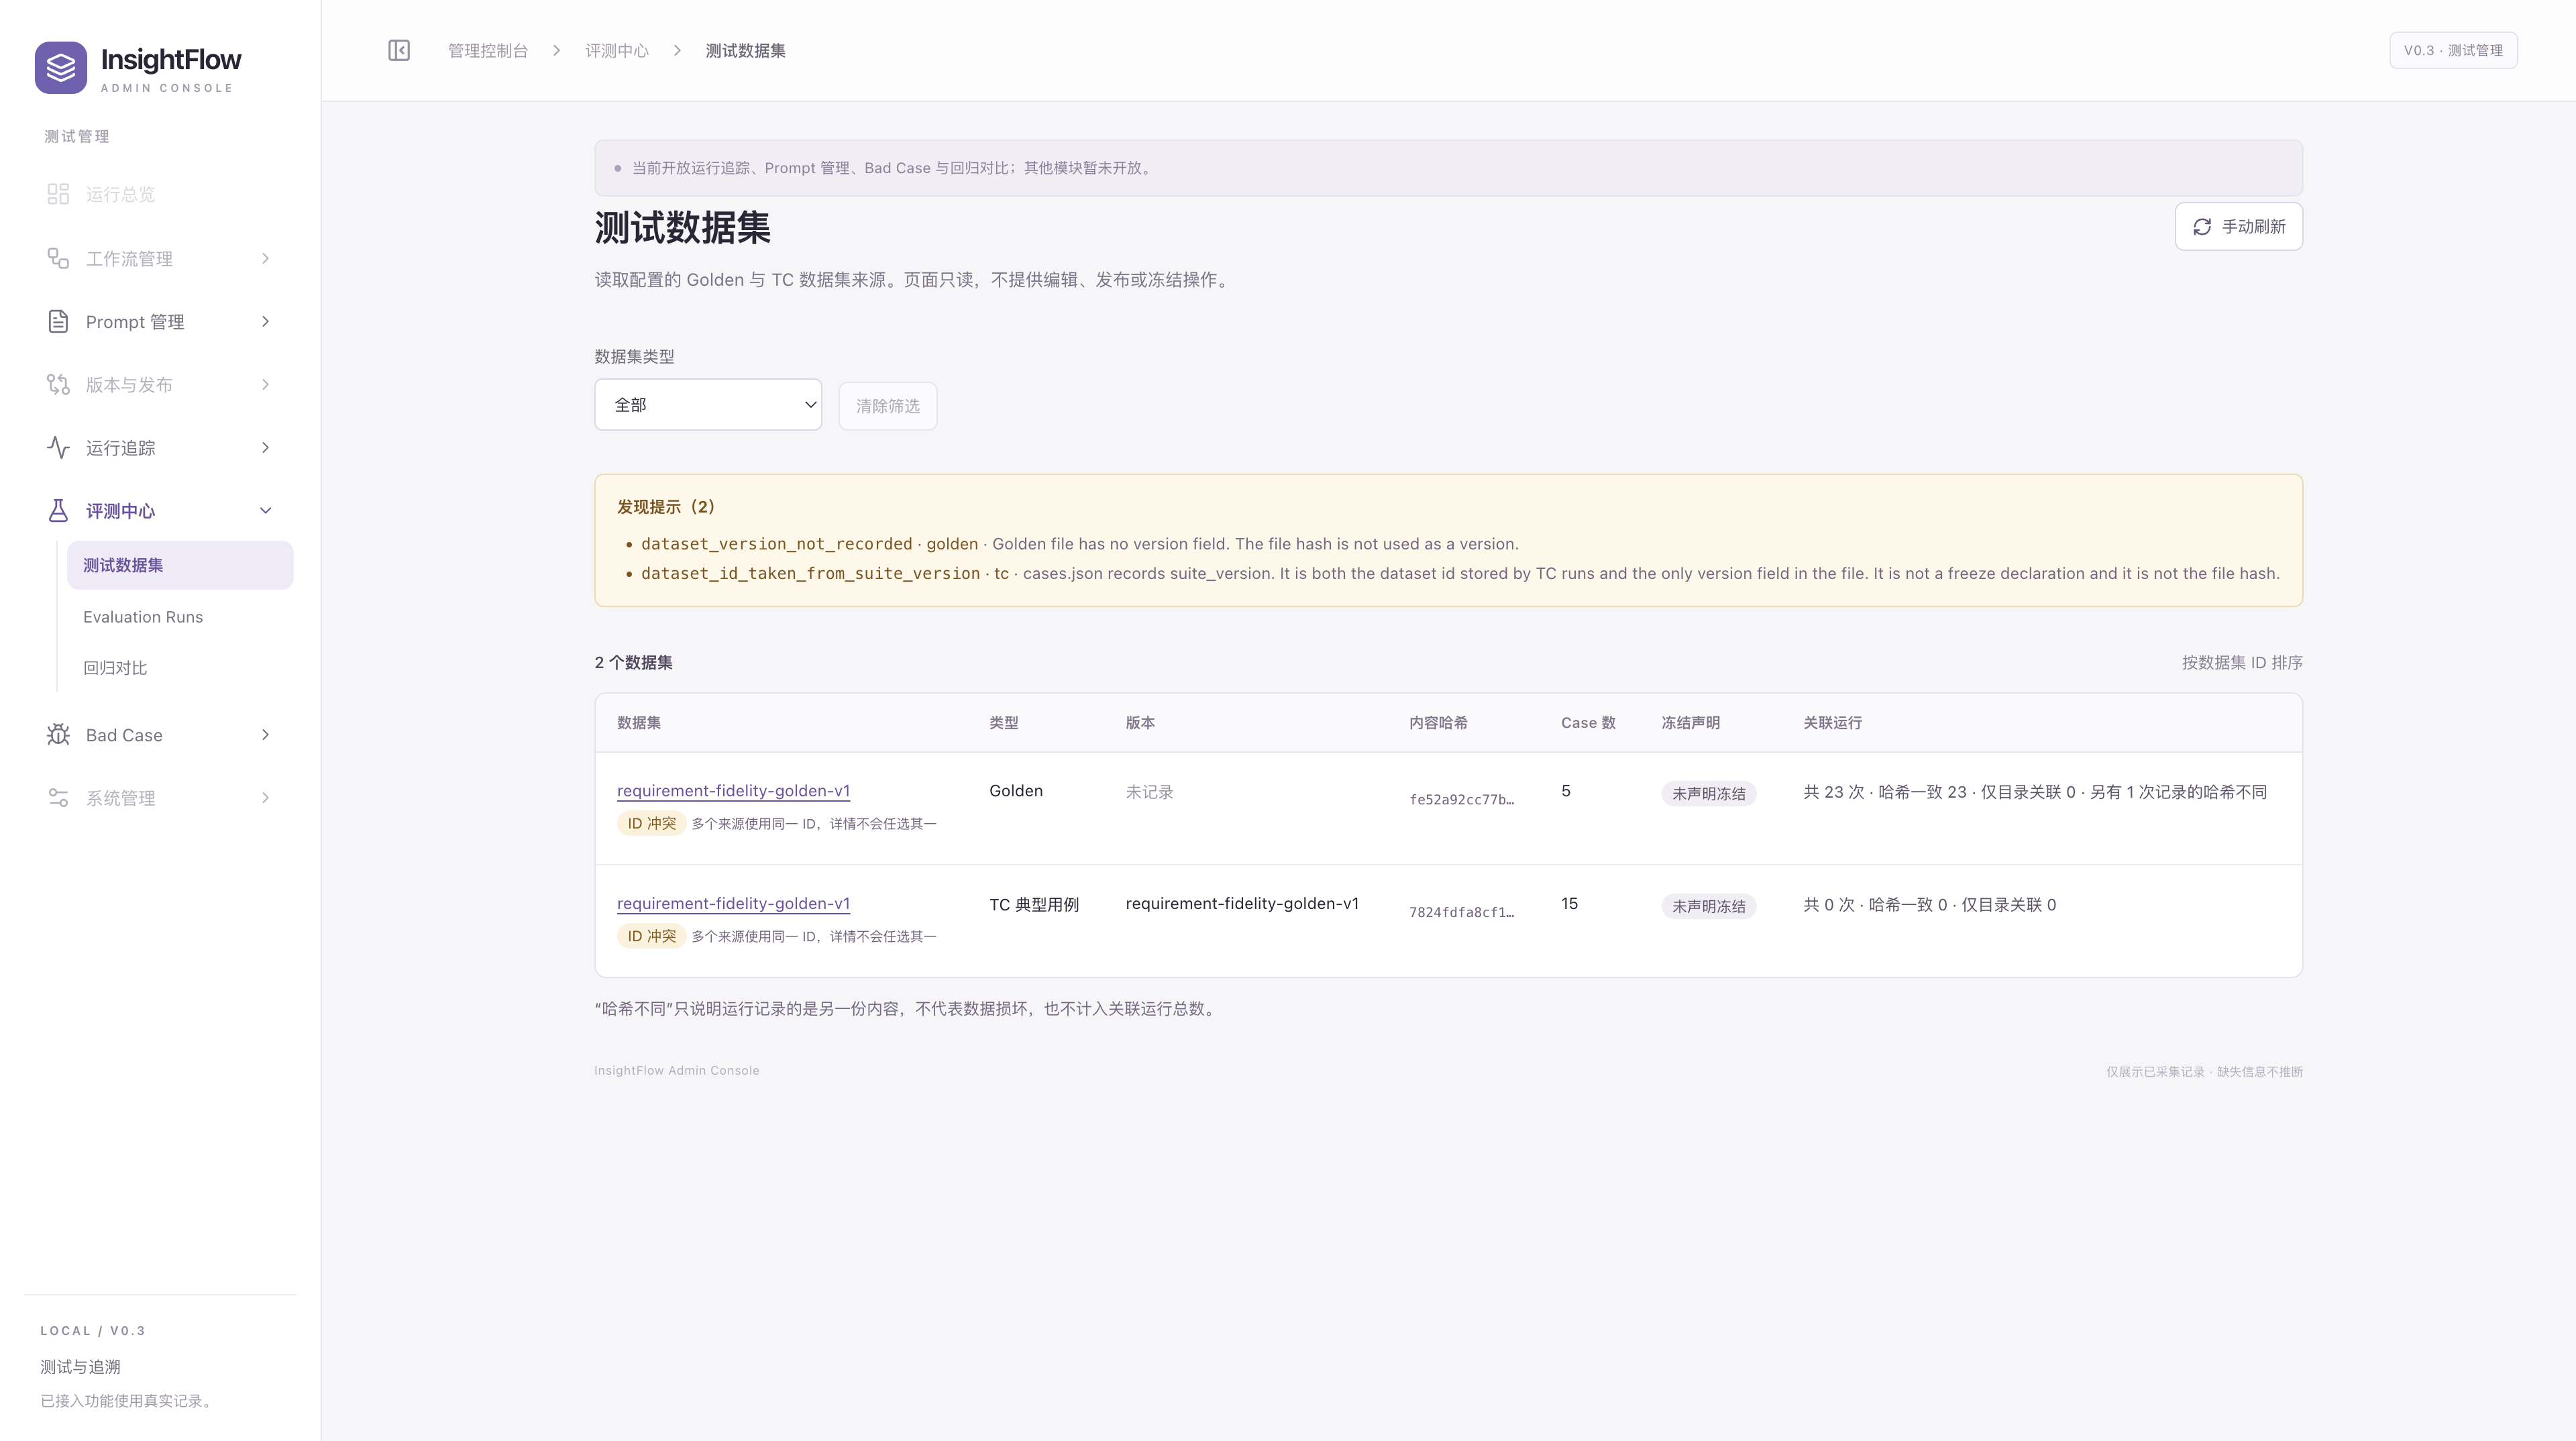 InsightFlow
ADMIN CONSOLE
测试管理
运行总览
工作流管理
Prompt 管理
版本与发布
运行追踪
评测中心
测试数据集
Evaluation Runs
回归对比
Bad Case
系统管理
LOCAL / V0.3
测试与追溯
已接入功能使用真实记录。
管理控制台 > 评测中心 > 测试数据集
V0.3 · 测试管理
当前开放运行追踪、Prompt 管理、Bad Case 与回归对比；其他模块暂未开放。
测试数据集
手动刷新
读取配置的 Golden 与 TC 数据集来源。页面只读，不提供编辑、发布或冻结操作。
数据集类型
全部
清除筛选
发现提示（2）
• dataset_version_not_recorded · golden · Golden file has no version field. The file hash is not used as a version.
• dataset_id_taken_from_suite_version · tc · cases.json records suite_version. It is both the dataset id stored by TC runs and the only version field in the file. It is not a freeze declaration and it is not the file hash.
2 个数据集
按数据集 ID 排序
数据集 类型 版本 内容哈希 Case 数 冻结声明 关联运行
requirement-fidelity-golden-v1 Golden 未记录 fe52a92cc77b… 5 未声明冻结 共 23 次 · 哈希一致 23 · 仅目录关联 0 · 另有 1 次记录的哈希不同
ID 冲突 多个来源使用同一 ID，详情不会任选其一
requirement-fidelity-golden-v1 TC 典型用例 requirement-fidelity-golden-v1 7824fdfa8cf1… 15 未声明冻结 共 0 次 · 哈希一致 0 · 仅目录关联 0
ID 冲突 多个来源使用同一 ID，详情不会任选其一
“哈希不同”只说明运行记录的是另一份内容，不代表数据损坏，也不计入关联运行总数。
InsightFlow Admin Console
仅展示已采集记录 · 缺失信息不推断